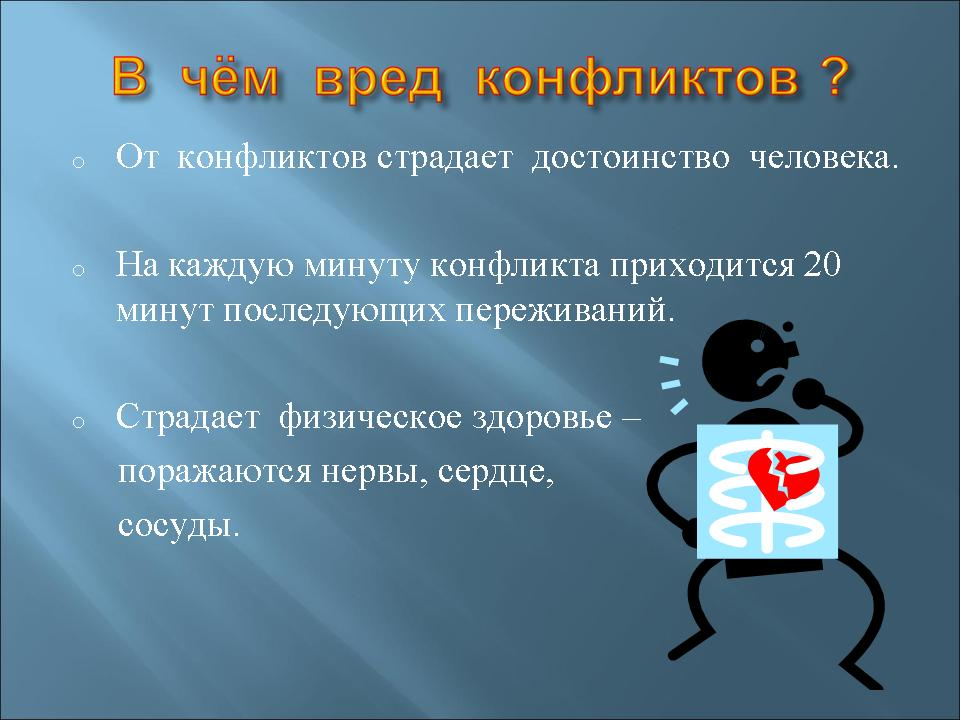 В чём вред конфликтов ?
o От конфликтов страдает достоинство человека.
o На каждую минуту конфликта приходится 20
минут последующих переживаний.
o Страдает физическое здоровье –
поражаются нервы, сердце,
сосуды.